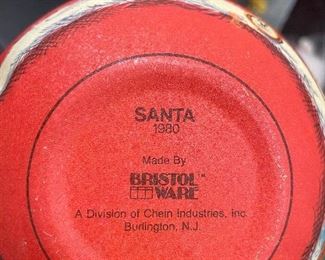 SANTA
1980
Made By
BRISTOL™
WARE
A Division of Chein Industries, Inc.
Burlington, N.J.